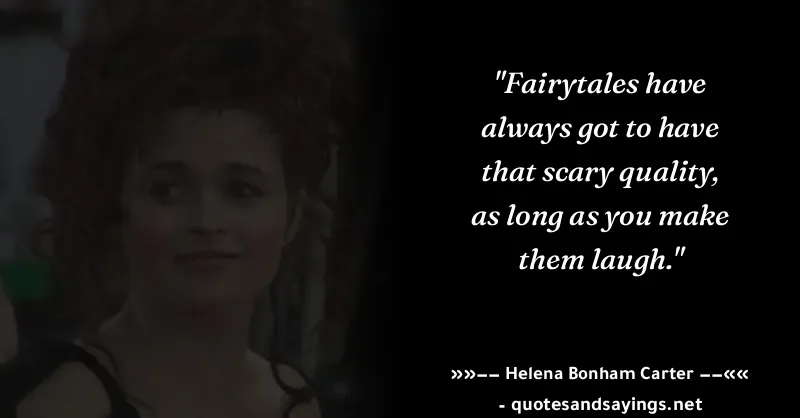 "Fairytales have
always got to have
that scary quality,
as long as you make
them laugh."
»»−− Helena Bonham Carter −−««
- quotesandsayings.net